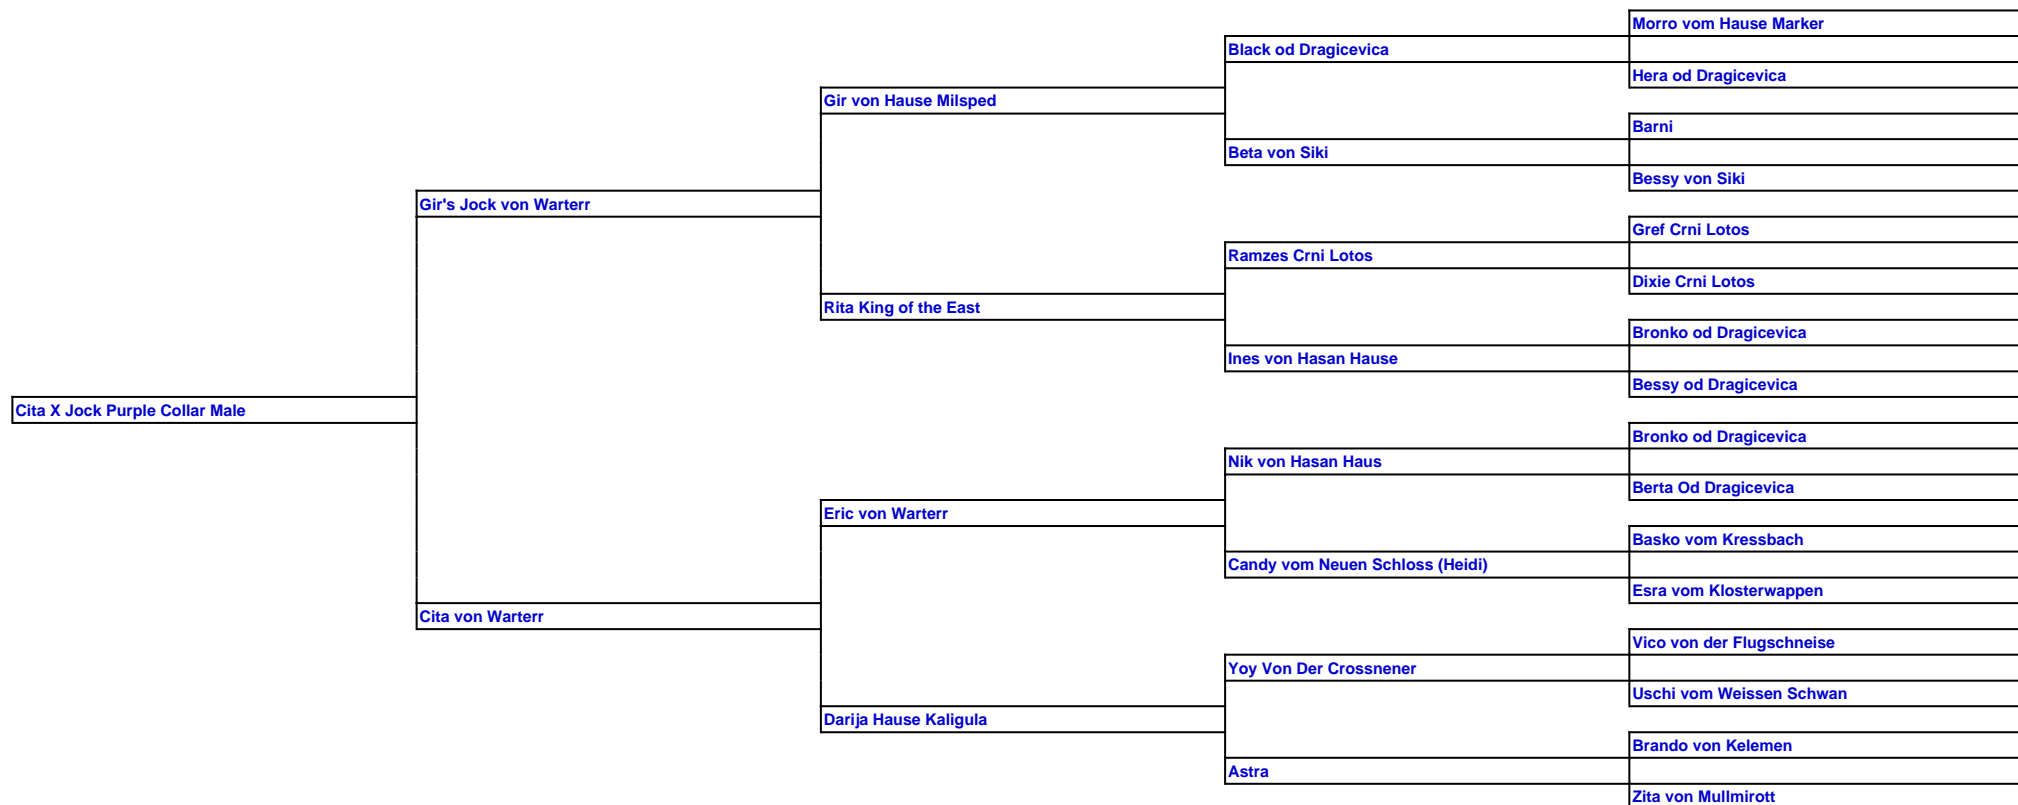 Morro vom Hause Marker
Black od Dragicevica
Hera od Dragicevica
Gir von Hause Milsped
Barni
Beta von Siki
Bessy von Siki
Gir's Jock von Warterr
Gref Crni Lotos
Ramzes Crni Lotos
Dixie Crni Lotos
Rita King of the East
Bronko od Dragicevica
Ines von Hasan Hause
Bessy od Dragicevica
Cita X Jock Purple Collar Male
Bronko od Dragicevica
Nik von Hasan Haus
Berta Od Dragicevica
Eric von Warterr
Basko vom Kressbach
Candy vom Neuen Schloss (Heidi)
Esra vom Klosterwappen
Cita von Warterr
Vico von der Flugschneise
Yoy Von Der Crossnener
Uschi vom Weissen Schwan
Darija Hause Kaligula
Brando von Kelemen
Astra
Zita von Mullmirott